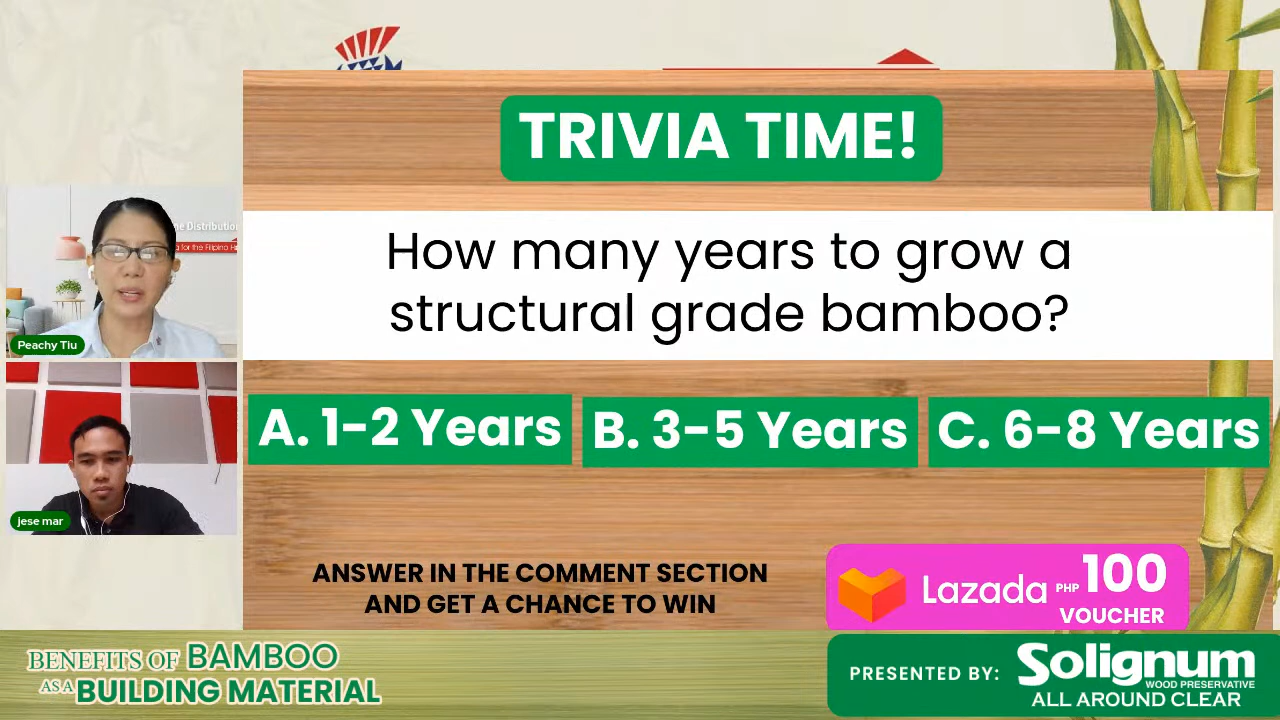 TRIVIA TIME!
How many years to grow a
structural grade bamboo?
A. 1-2 Years
B. 3-5 Years
C. 6-8 Years
ANSWER IN THE COMMENT SECTION
AND GET A CHANCE TO WIN
Lazada PHP 100
VOUCHER
Peachy Tiu
jese mar
BENEFITS OF BAMBOO
AS A BUILDING MATERIAL
PRESENTED BY:
Solignum
WOOD PRESERVATIVE
ALL AROUND CLEAR